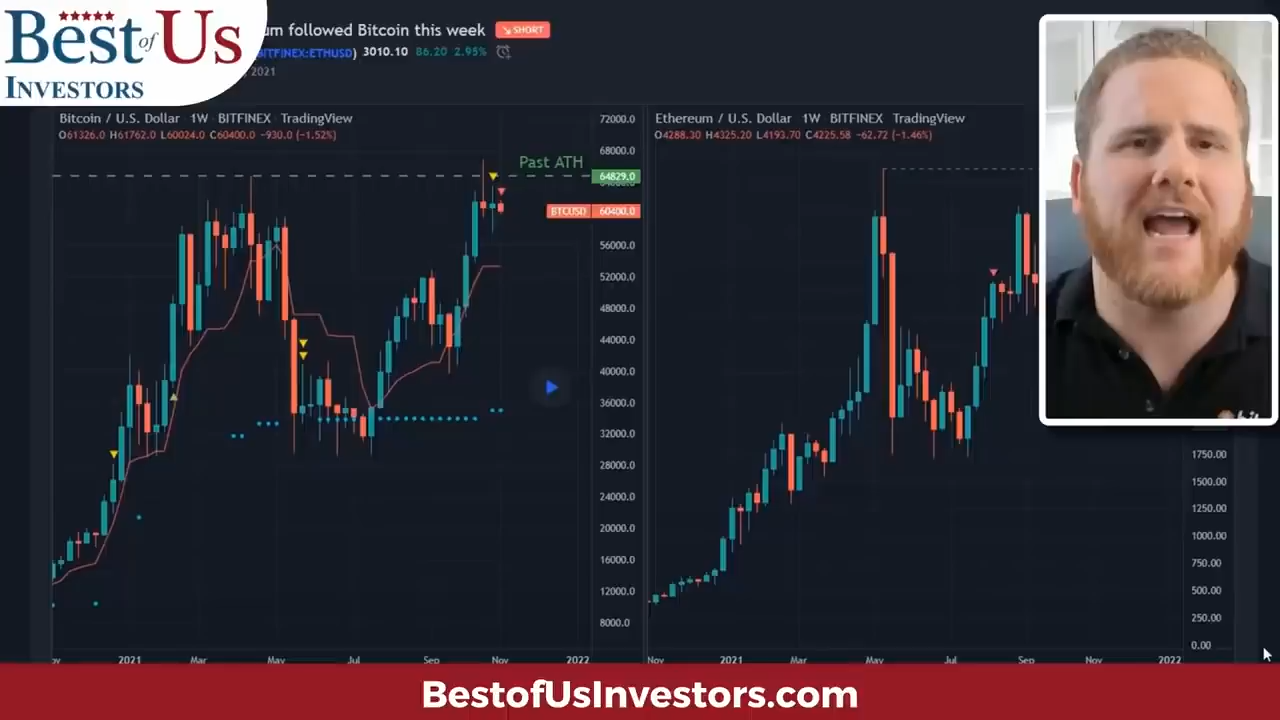 Best of Us
INVESTORS
um followed Bitcoin this week
SHORT
BITFINEX:ETHUSD) 3010.10 86.20 2.95%
, 2021
Bitcoin / U.S. Dollar 1W BITFINEX TradingView
O61326.0 H61762.0 L60024.0 C60400.0 −930.0 (−1.52%)
Past ATH
72000.0
68000.0
64829.0
BTCUSD 60400.0
56000.0
52000.0
48000.0
44000.0
40000.0
36000.0
32000.0
28000.0
24000.0
20000.0
16000.0
12000.0
8000.0
2021 Mar May Jul Sep Nov 2022
Ethereum / U.S. Dollar 1W BITFINEX TradingView
O4288.30 H4325.20 L4193.70 C4225.58 −62.72 (−1.46%)
1750.00
1500.00
1250.00
1000.00
750.00
500.00
250.00
0.00
Nov 2021 Mar May Jul Sep Nov 2022
BestofUsInvestors.com